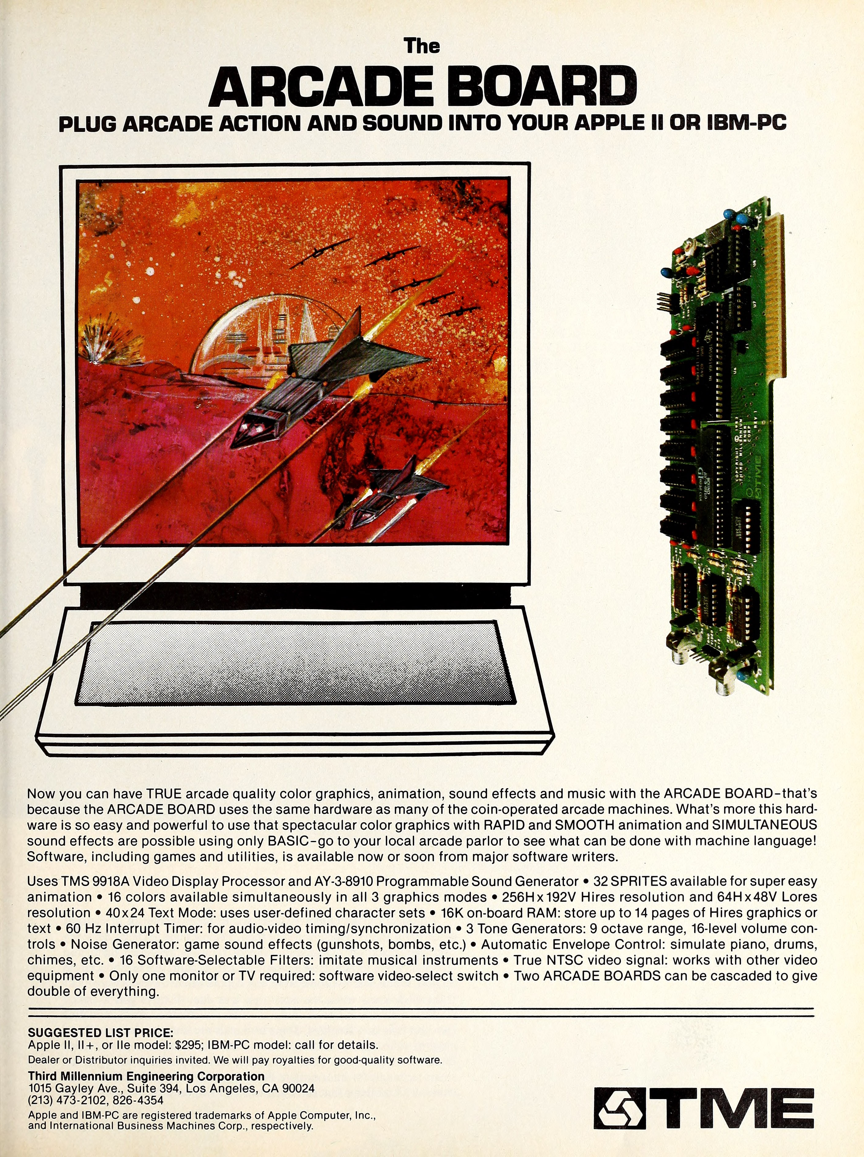 The
ARCADE BOARD
PLUG ARCADE ACTION AND SOUND INTO YOUR APPLE II OR IBM-PC
TME
Now you can have TRUE arcade quality color graphics, animation, sound effects and music with the ARCADE BOARD–that's
because the ARCADE BOARD uses the same hardware as many of the coin-operated arcade machines. What's more this hard-
ware is so easy and powerful to use that spectacular color graphics with RAPID and SMOOTH animation and SIMULTANEOUS
sound effects are possible using only BASIC–go to your local arcade parlor to see what can be done with machine language!
Software, including games and utilities, is available now or soon from major software writers.
Uses TMS 9918A Video Display Processor and AY-3-8910 Programmable Sound Generator • 32 SPRITES available for super easy
animation • 16 colors available simultaneously in all 3 graphics modes • 256H x 192V Hires resolution and 64H x 48V Lores
resolution • 40x24 Text Mode: uses user-defined character sets • 16K on-board RAM: store up to 14 pages of Hires graphics or
text • 60 Hz Interrupt Timer: for audio-video timing/synchronization • 3 Tone Generators: 9 octave range, 16-level volume con-
trols • Noise Generator: game sound effects (gunshots, bombs, etc.) • Automatic Envelope Control: simulate piano, drums,
chimes, etc. • 16 Software-Selectable Filters: imitate musical instruments • True NTSC video signal: works with other video
equipment • Only one monitor or TV required: software video-select switch • Two ARCADE BOARDS can be cascaded to give
double of everything.
SUGGESTED LIST PRICE:
Apple II, II+, or IIe model: $295; IBM-PC model: call for details.
Dealer or Distributor inquiries invited. We will pay royalties for good-quality software.
Third Millennium Engineering Corporation
1015 Gayley Ave., Suite 394, Los Angeles, CA 90024
(213) 473-2102, 826-4354
Apple and IBM-PC are registered trademarks of Apple Computer, Inc.,
and International Business Machines Corp., respectively.
TME